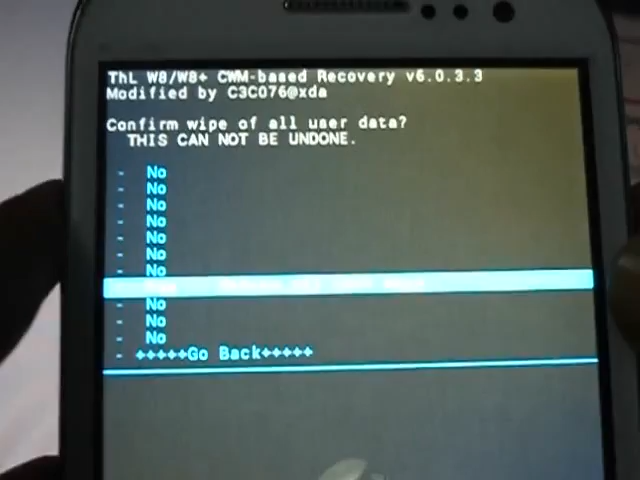 ThL W8/W8+ CWM-based Recovery v6.0.3.3
Modified by C3C076@xda
Confirm wipe of all user data?
THIS CAN NOT BE UNDONE.
- No
- No
- No
- No
- No
- No
- No
- No
- No
- No
- +++++Go Back+++++